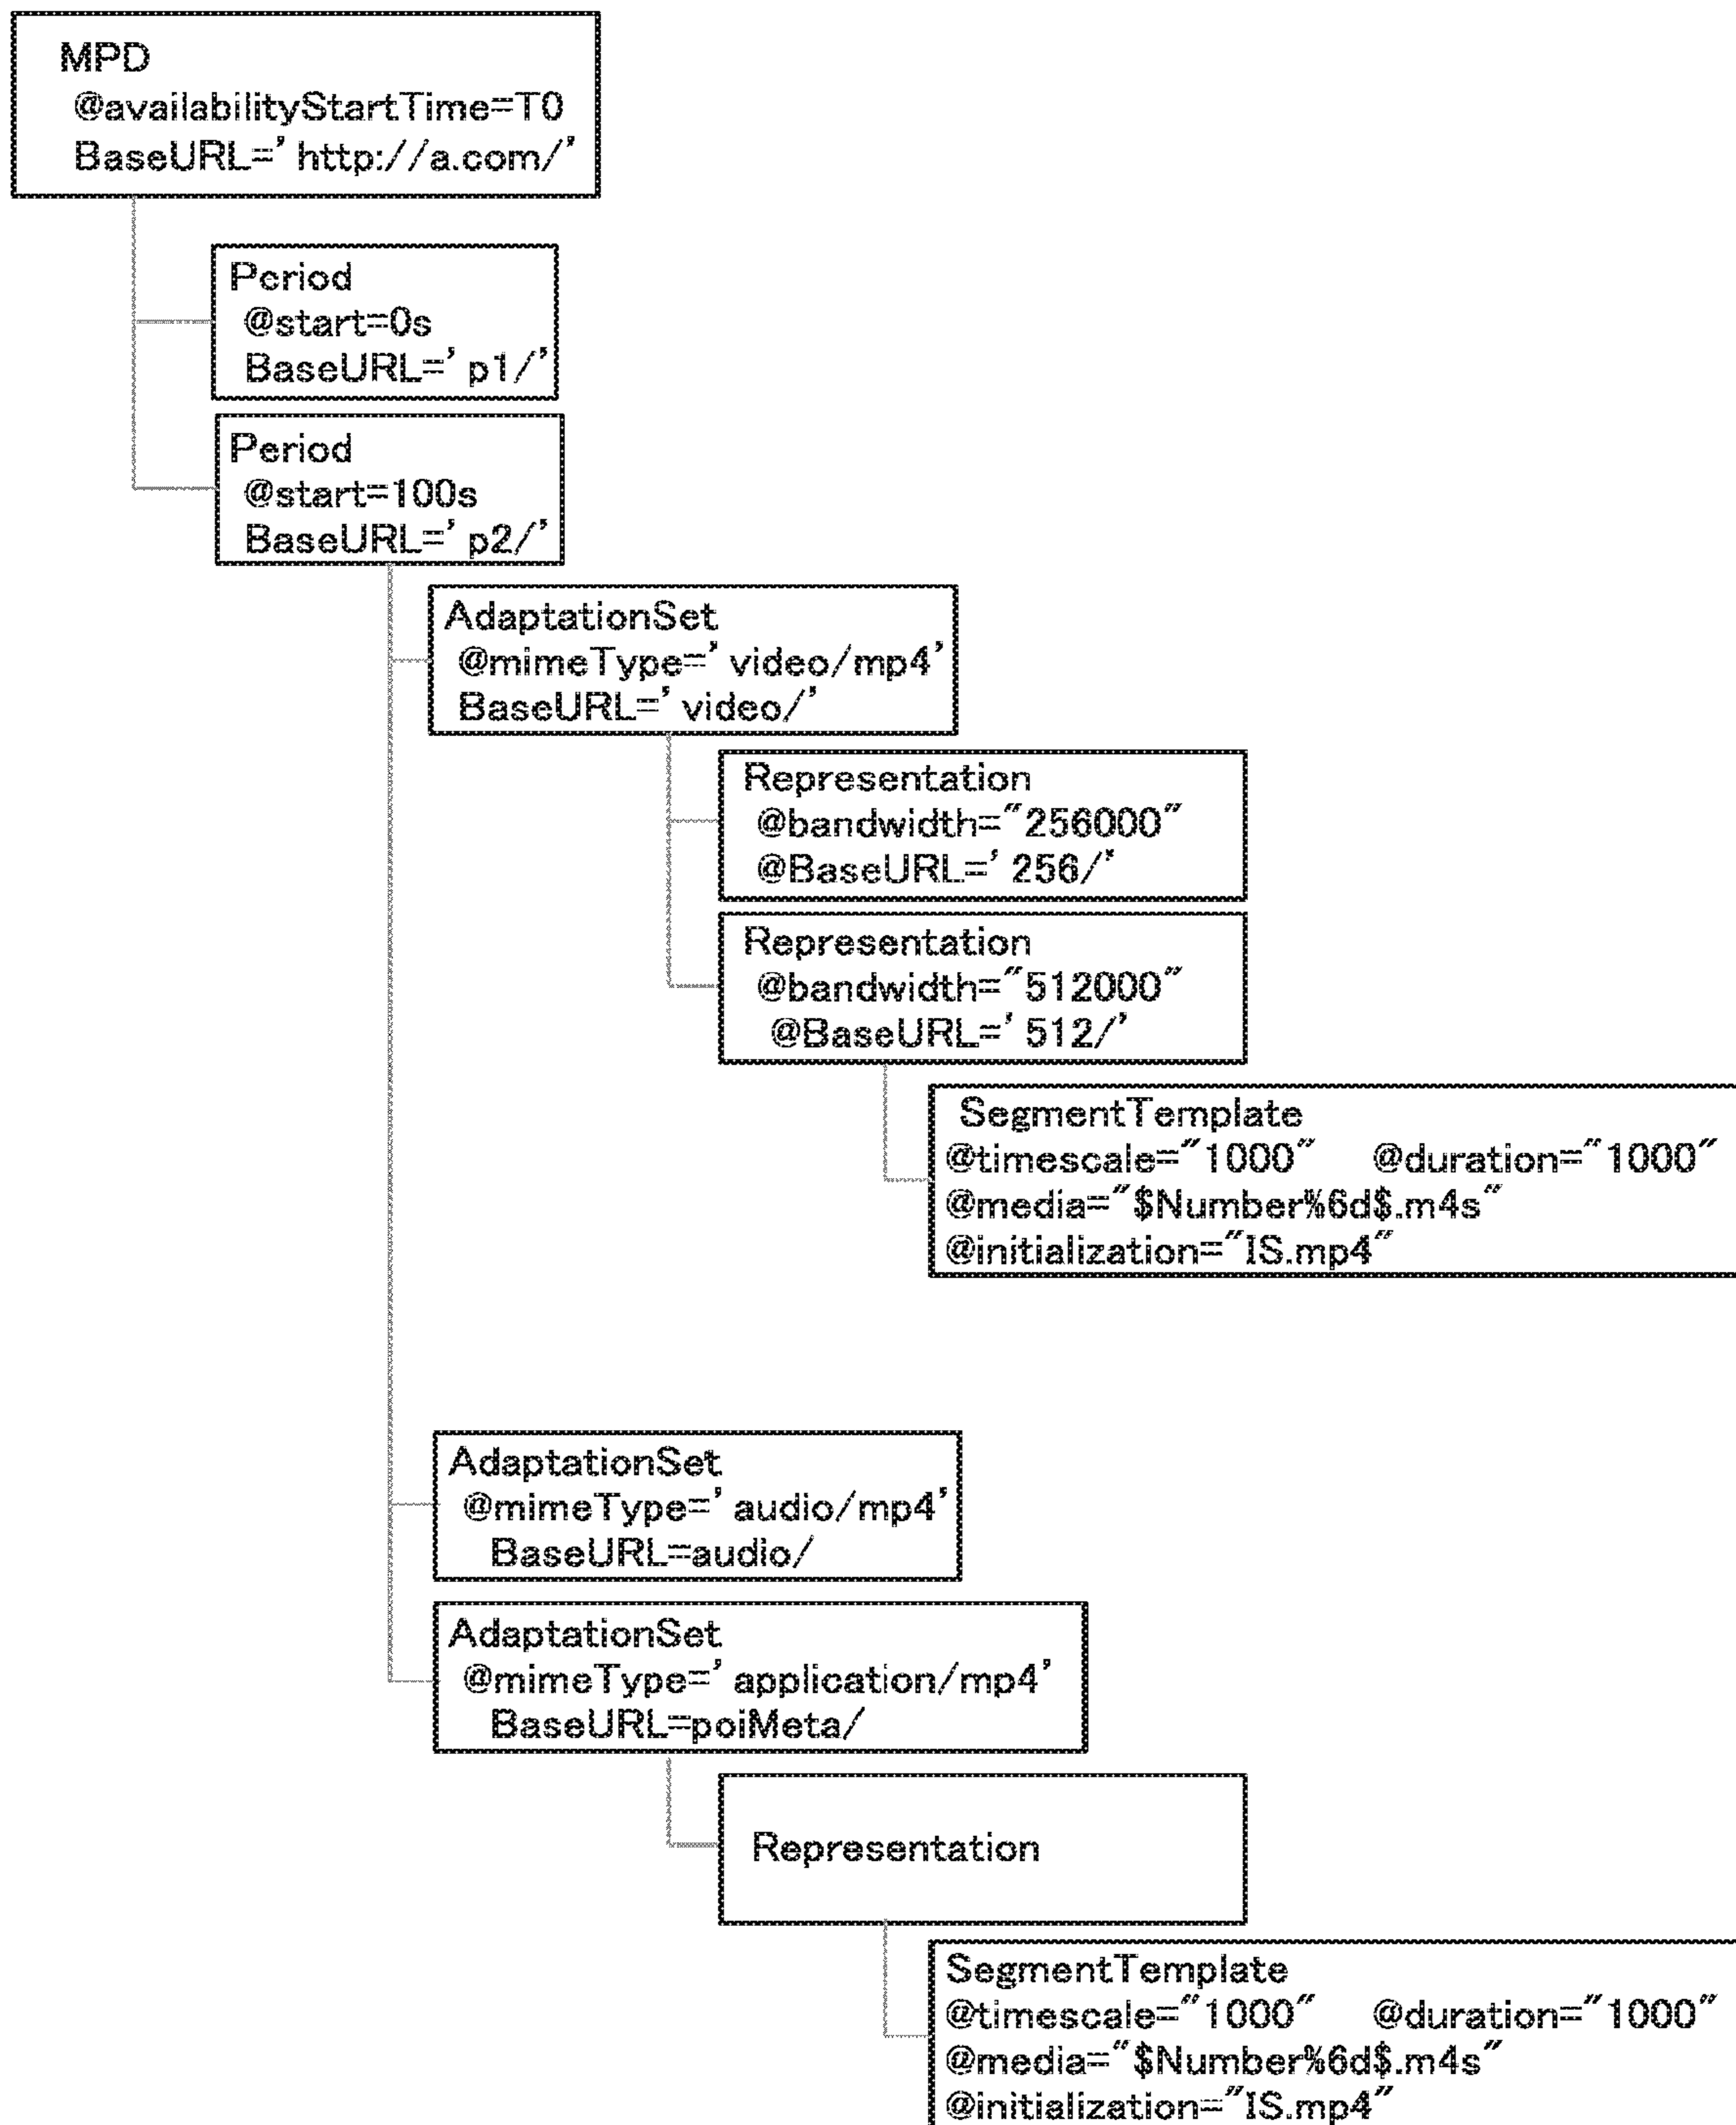 MPD
@availabilityStartTime=T0
BaseURL=’http://a.com/’
Period
@start=0s
BaseURL=’p1/’
Period
@start=100s
BaseURL=’p2/’
AdaptationSet
@mimeType=’video/mp4’
BaseURL=’video/’
Representation
@bandwidth="256000"
@BaseURL=’256/’
Representation
@bandwidth="512000"
@BaseURL=’512/’
SegmentTemplate
@timescale="1000" @duration="1000"
@media="$Number%6d$.m4s"
@initialization="IS.mp4"
AdaptationSet
@mimeType=’audio/mp4’
BaseURL=audio/
AdaptationSet
@mimeType=’application/mp4’
BaseURL=poiMeta/
Representation
SegmentTemplate
@timescale="1000" @duration="1000"
@media="$Number%6d$.m4s"
@initialization="IS.mp4"